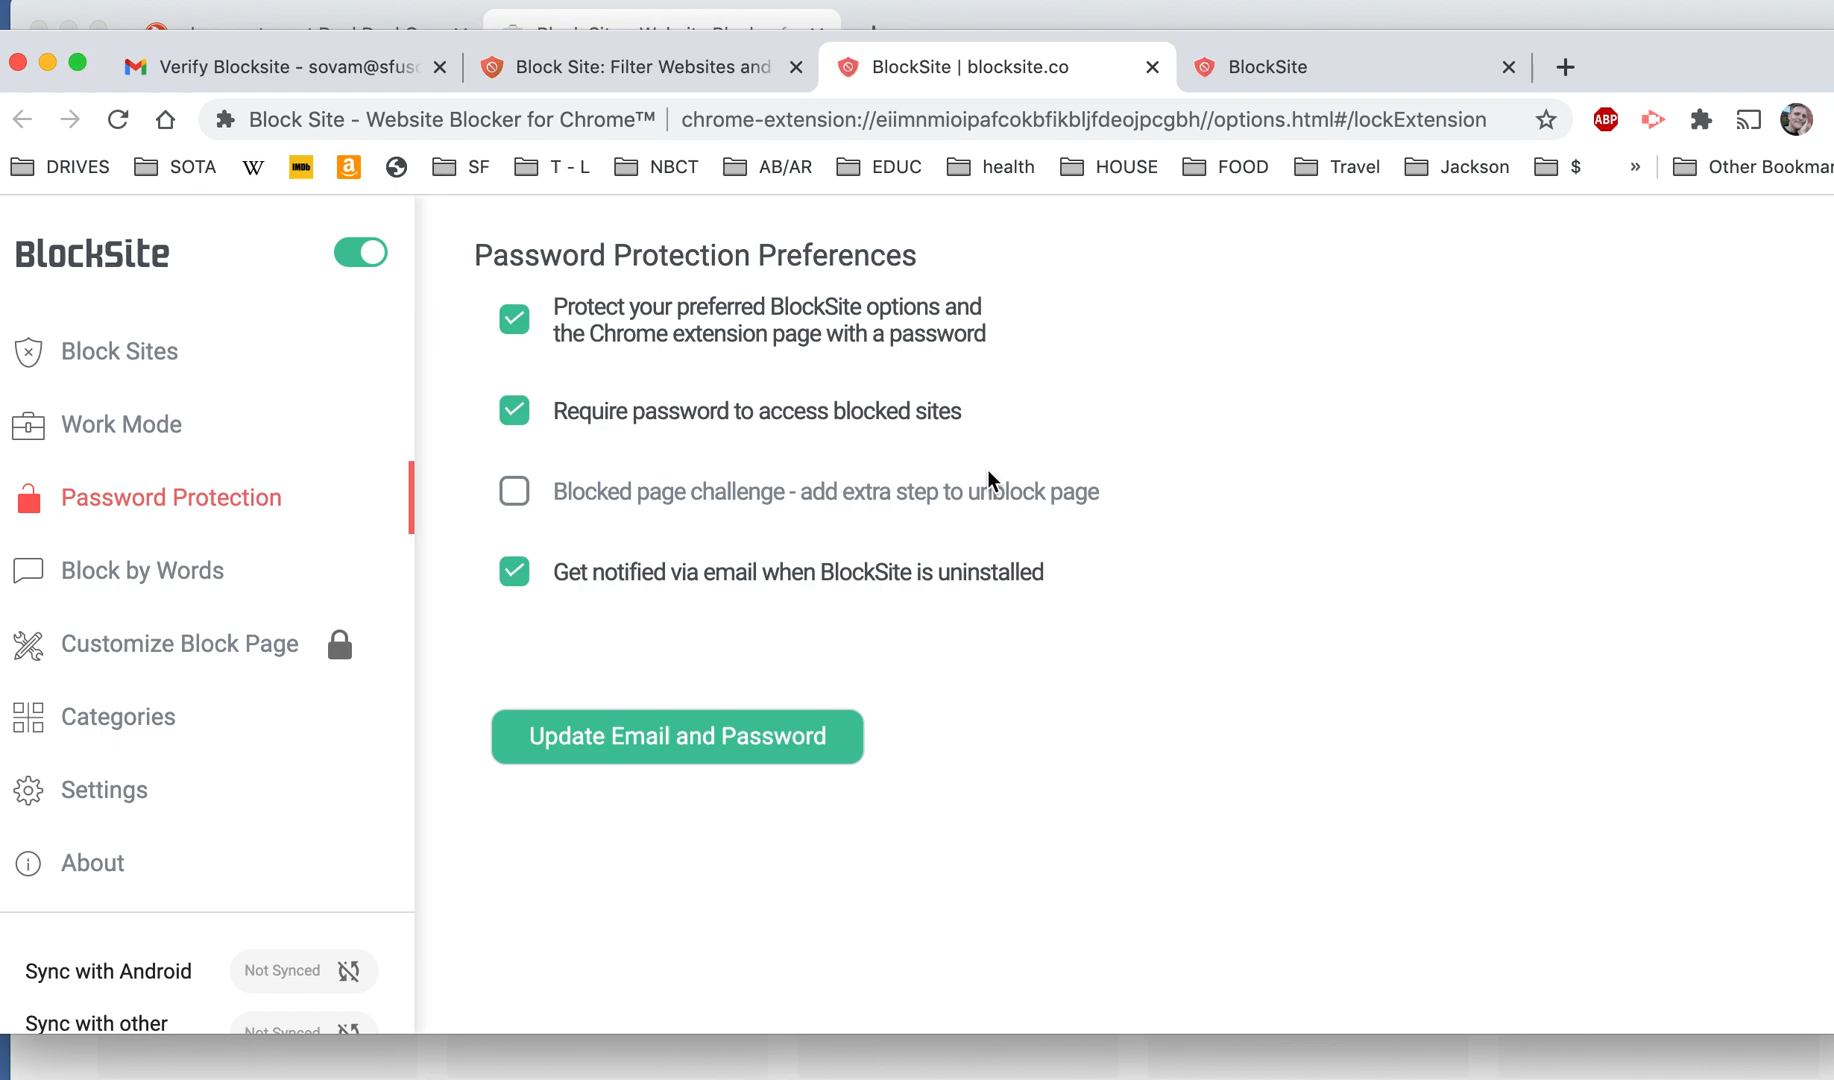 Verify Blocksite - sovam@sfus
Block Site: Filter Websites and
BlockSite | blocksite.co
BlockSite
Block Site - Website Blocker for Chrome™
chrome-extension://eiimnmioipafcokbfikbljfdeojpcgbh//options.html#/lockExtension
ABP
DRIVES
SOTA
W
IMDb
a
SF
T - L
NBCT
AB/AR
EDUC
health
HOUSE
FOOD
Travel
Jackson
$
»
Other Bookmar
BlockSite
Block Sites
Work Mode
Password Protection
Block by Words
Customize Block Page
Categories
Settings
About
Sync with Android
Not Synced
Sync with other
Not Synced
Password Protection Preferences
Protect your preferred BlockSite options and
the Chrome extension page with a password
Require password to access blocked sites
Blocked page challenge - add extra step to unblock page
Get notified via email when BlockSite is uninstalled
Update Email and Password